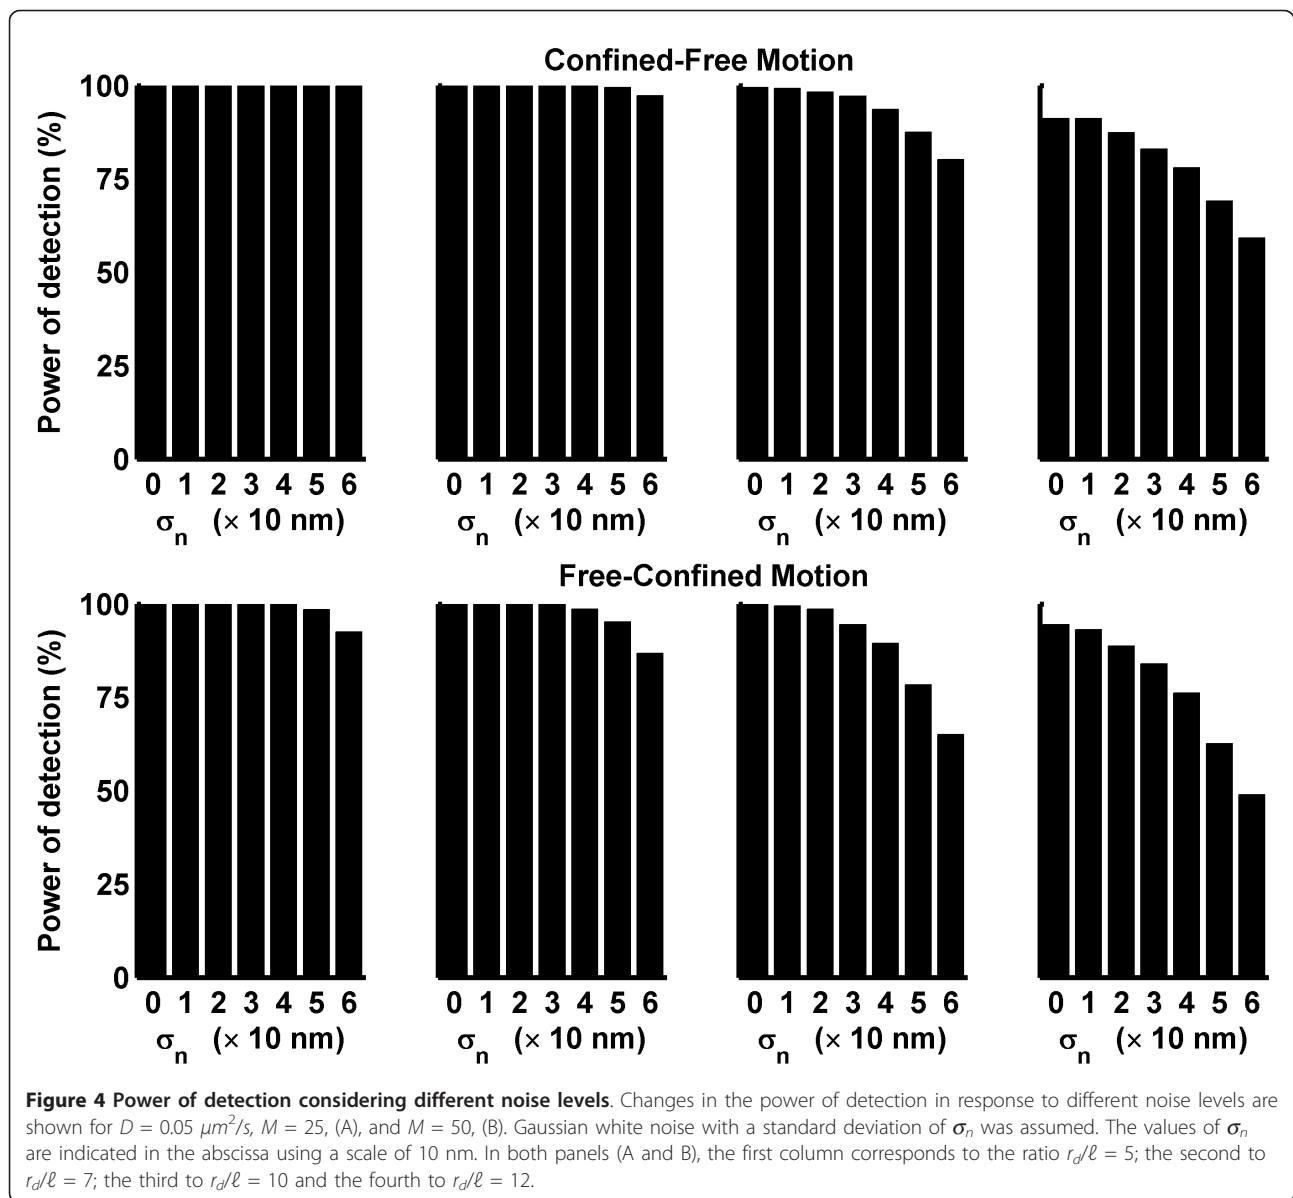 Confined-Free Motion
Power of detection (%)
100
75
50
25
0
0 1 2 3 4 5 6 0 1 2 3 4 5 6 0 1 2 3 4 5 6 0 1 2 3 4 5 6
σn (× 10 nm) σn (× 10 nm) σn (× 10 nm) σn (× 10 nm)
Free-Confined Motion
Power of detection (%)
100
75
50
25
0
0 1 2 3 4 5 6 0 1 2 3 4 5 6 0 1 2 3 4 5 6 0 1 2 3 4 5 6
σn (× 10 nm) σn (× 10 nm) σn (× 10 nm) σn (× 10 nm)
Figure 4 Power of detection considering different noise levels. Changes in the power of detection in response to different noise levels are
shown for D = 0.05 μm²/s, M = 25, (A), and M = 50, (B). Gaussian white noise with a standard deviation of σn was assumed. The values of σn
are indicated in the abscissa using a scale of 10 nm. In both panels (A and B), the first column corresponds to the ratio rd/ℓ = 5; the second to
rd/ℓ = 7; the third to rd/ℓ = 10 and the fourth to rd/ℓ = 12.